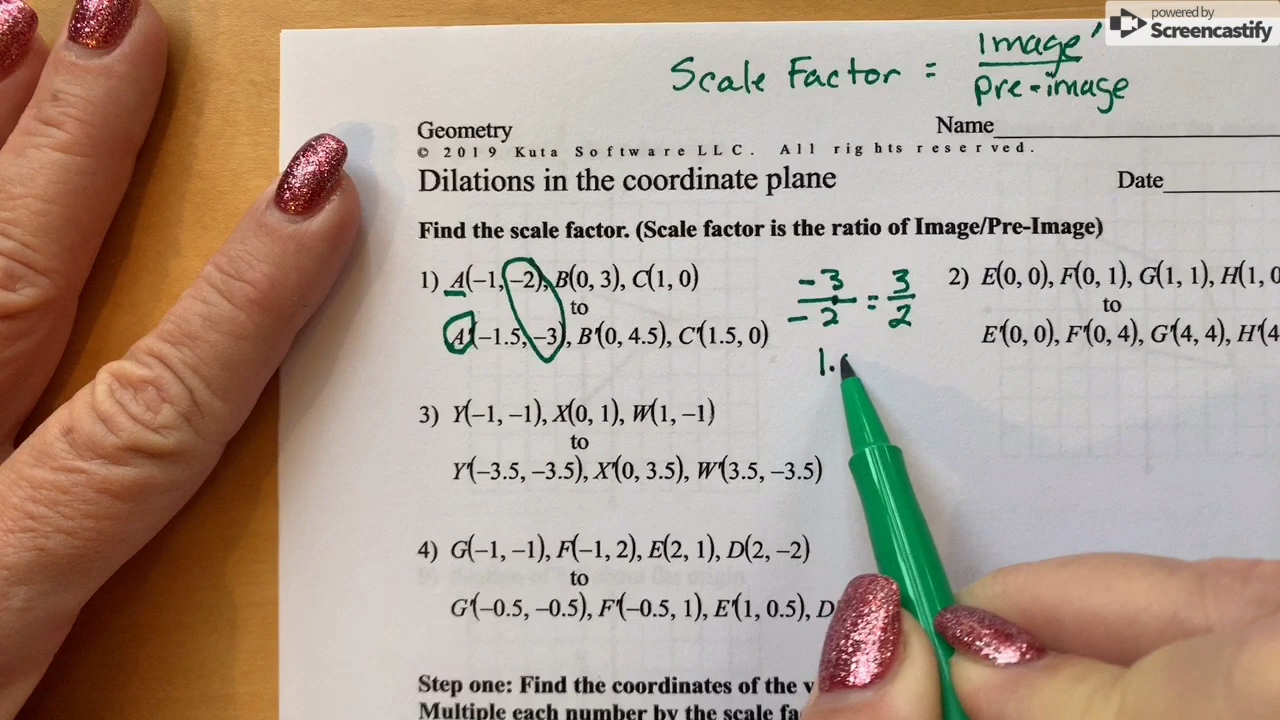 powered by
Screencastify
Scale Factor = Image' / pre-image
Geometry Name
© 2019 Kuta Software LLC. All rights reserved.
Dilations in the coordinate plane Date
Find the scale factor. (Scale factor is the ratio of Image/Pre-Image)
1) A(−1, −2), B(0, 3), C(1, 0)
to
A'(−1.5, −3), B'(0, 4.5), C'(1.5, 0)
-3 / -2 = 3 / 2
1.
2) E(0, 0), F(0, 1), G(1, 1), H(1, 0
to
E'(0, 0), F'(0, 4), G'(4, 4), H'(4
3) Y(−1, −1), X(0, 1), W(1, −1)
to
Y'(−3.5, −3.5), X'(0, 3.5), W'(3.5, −3.5)
4) G(−1, −1), F(−1, 2), E(2, 1), D(2, −2)
to
G'(−0.5, −0.5), F'(−0.5, 1), E'(1, 0.5), D
Step one: Find the coordinates of the v
Multiple each number by the scale fa